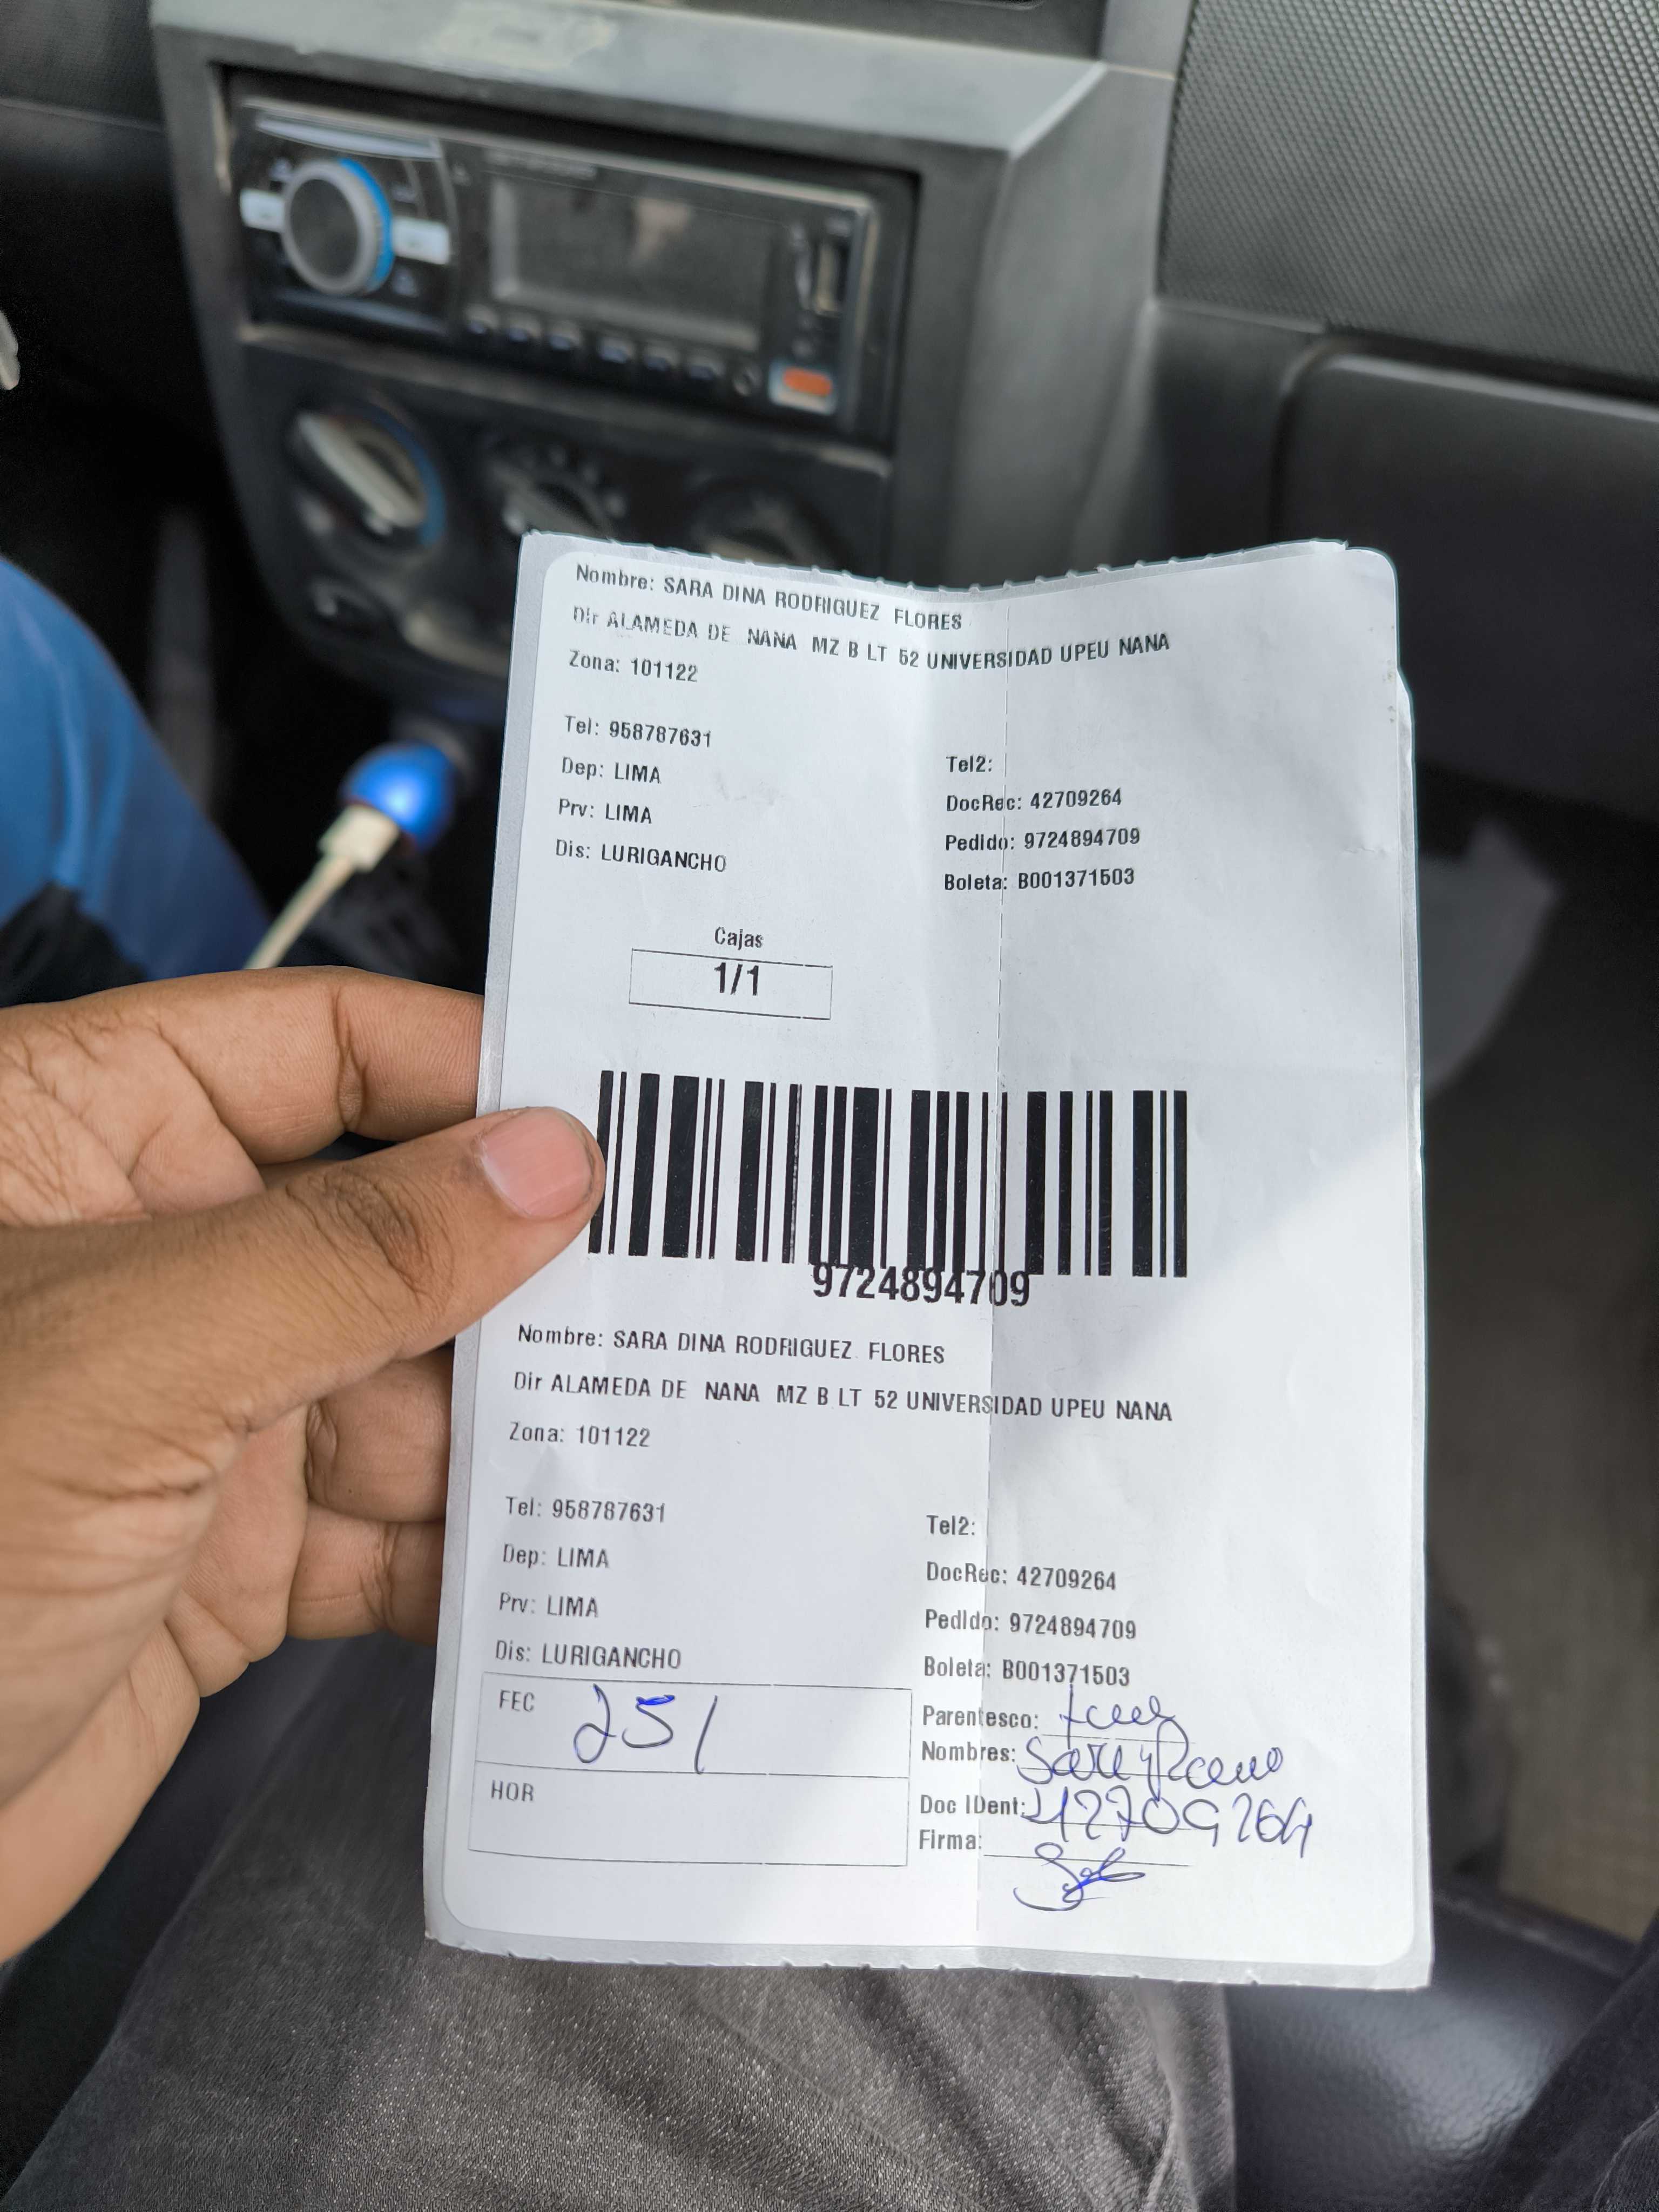 Nombre: SARA DINA RODRIGUEZ FLORES
Dir ALAMEDA DE NANA MZ B LT 52 UNIVERSIDAD UPEU NANA
Zona: 101122
Tel: 958787631
Tel2:
Dep: LIMA
DocRec: 42709264
Prv: LIMA
Pedido: 9724894709
Dis: LURIGANCHO
Boleta: B001371503
Cajas
1/1
9724894709
Nombre: SARA DINA RODRIGUEZ FLORES
Dir ALAMEDA DE NANA MZ B LT 52 UNIVERSIDAD UPEU NANA
Zona: 101122
Tel: 958787631
Tel2:
Dep: LIMA
DocRec: 42709264
Prv: LIMA
Pedido: 9724894709
Dis: LURIGANCHO
Boleta: B001371503
FEC 251
Parentesco:
Nombres:
HOR
Doc IDent: 42709264
Firma: